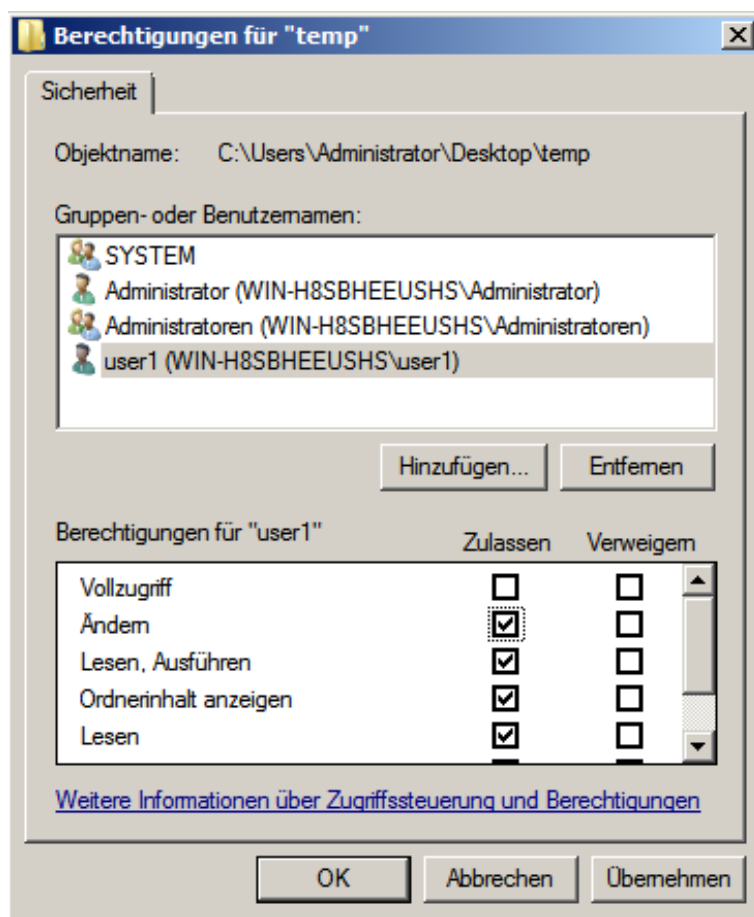 Berechtigungen für "temp"
Sicherheit
Objektname: C:\Users\Administrator\Desktop\temp
Gruppen- oder Benutzernamen:
SYSTEM
Administrator (WIN-H8SBHEEUSHS\Administrator)
Administratoren (WIN-H8SBHEEUSHS\Administratoren)
user1 (WIN-H8SBHEEUSHS\user1)
Hinzufügen... Entfernen
Berechtigungen für "user1" Zulassen Verweigern
Vollzugriff
Ändern
Lesen, Ausführen
Ordnerinhalt anzeigen
Lesen
Weitere Informationen über Zugriffssteuerung und Berechtigungen
OK Abbrechen Übernehmen